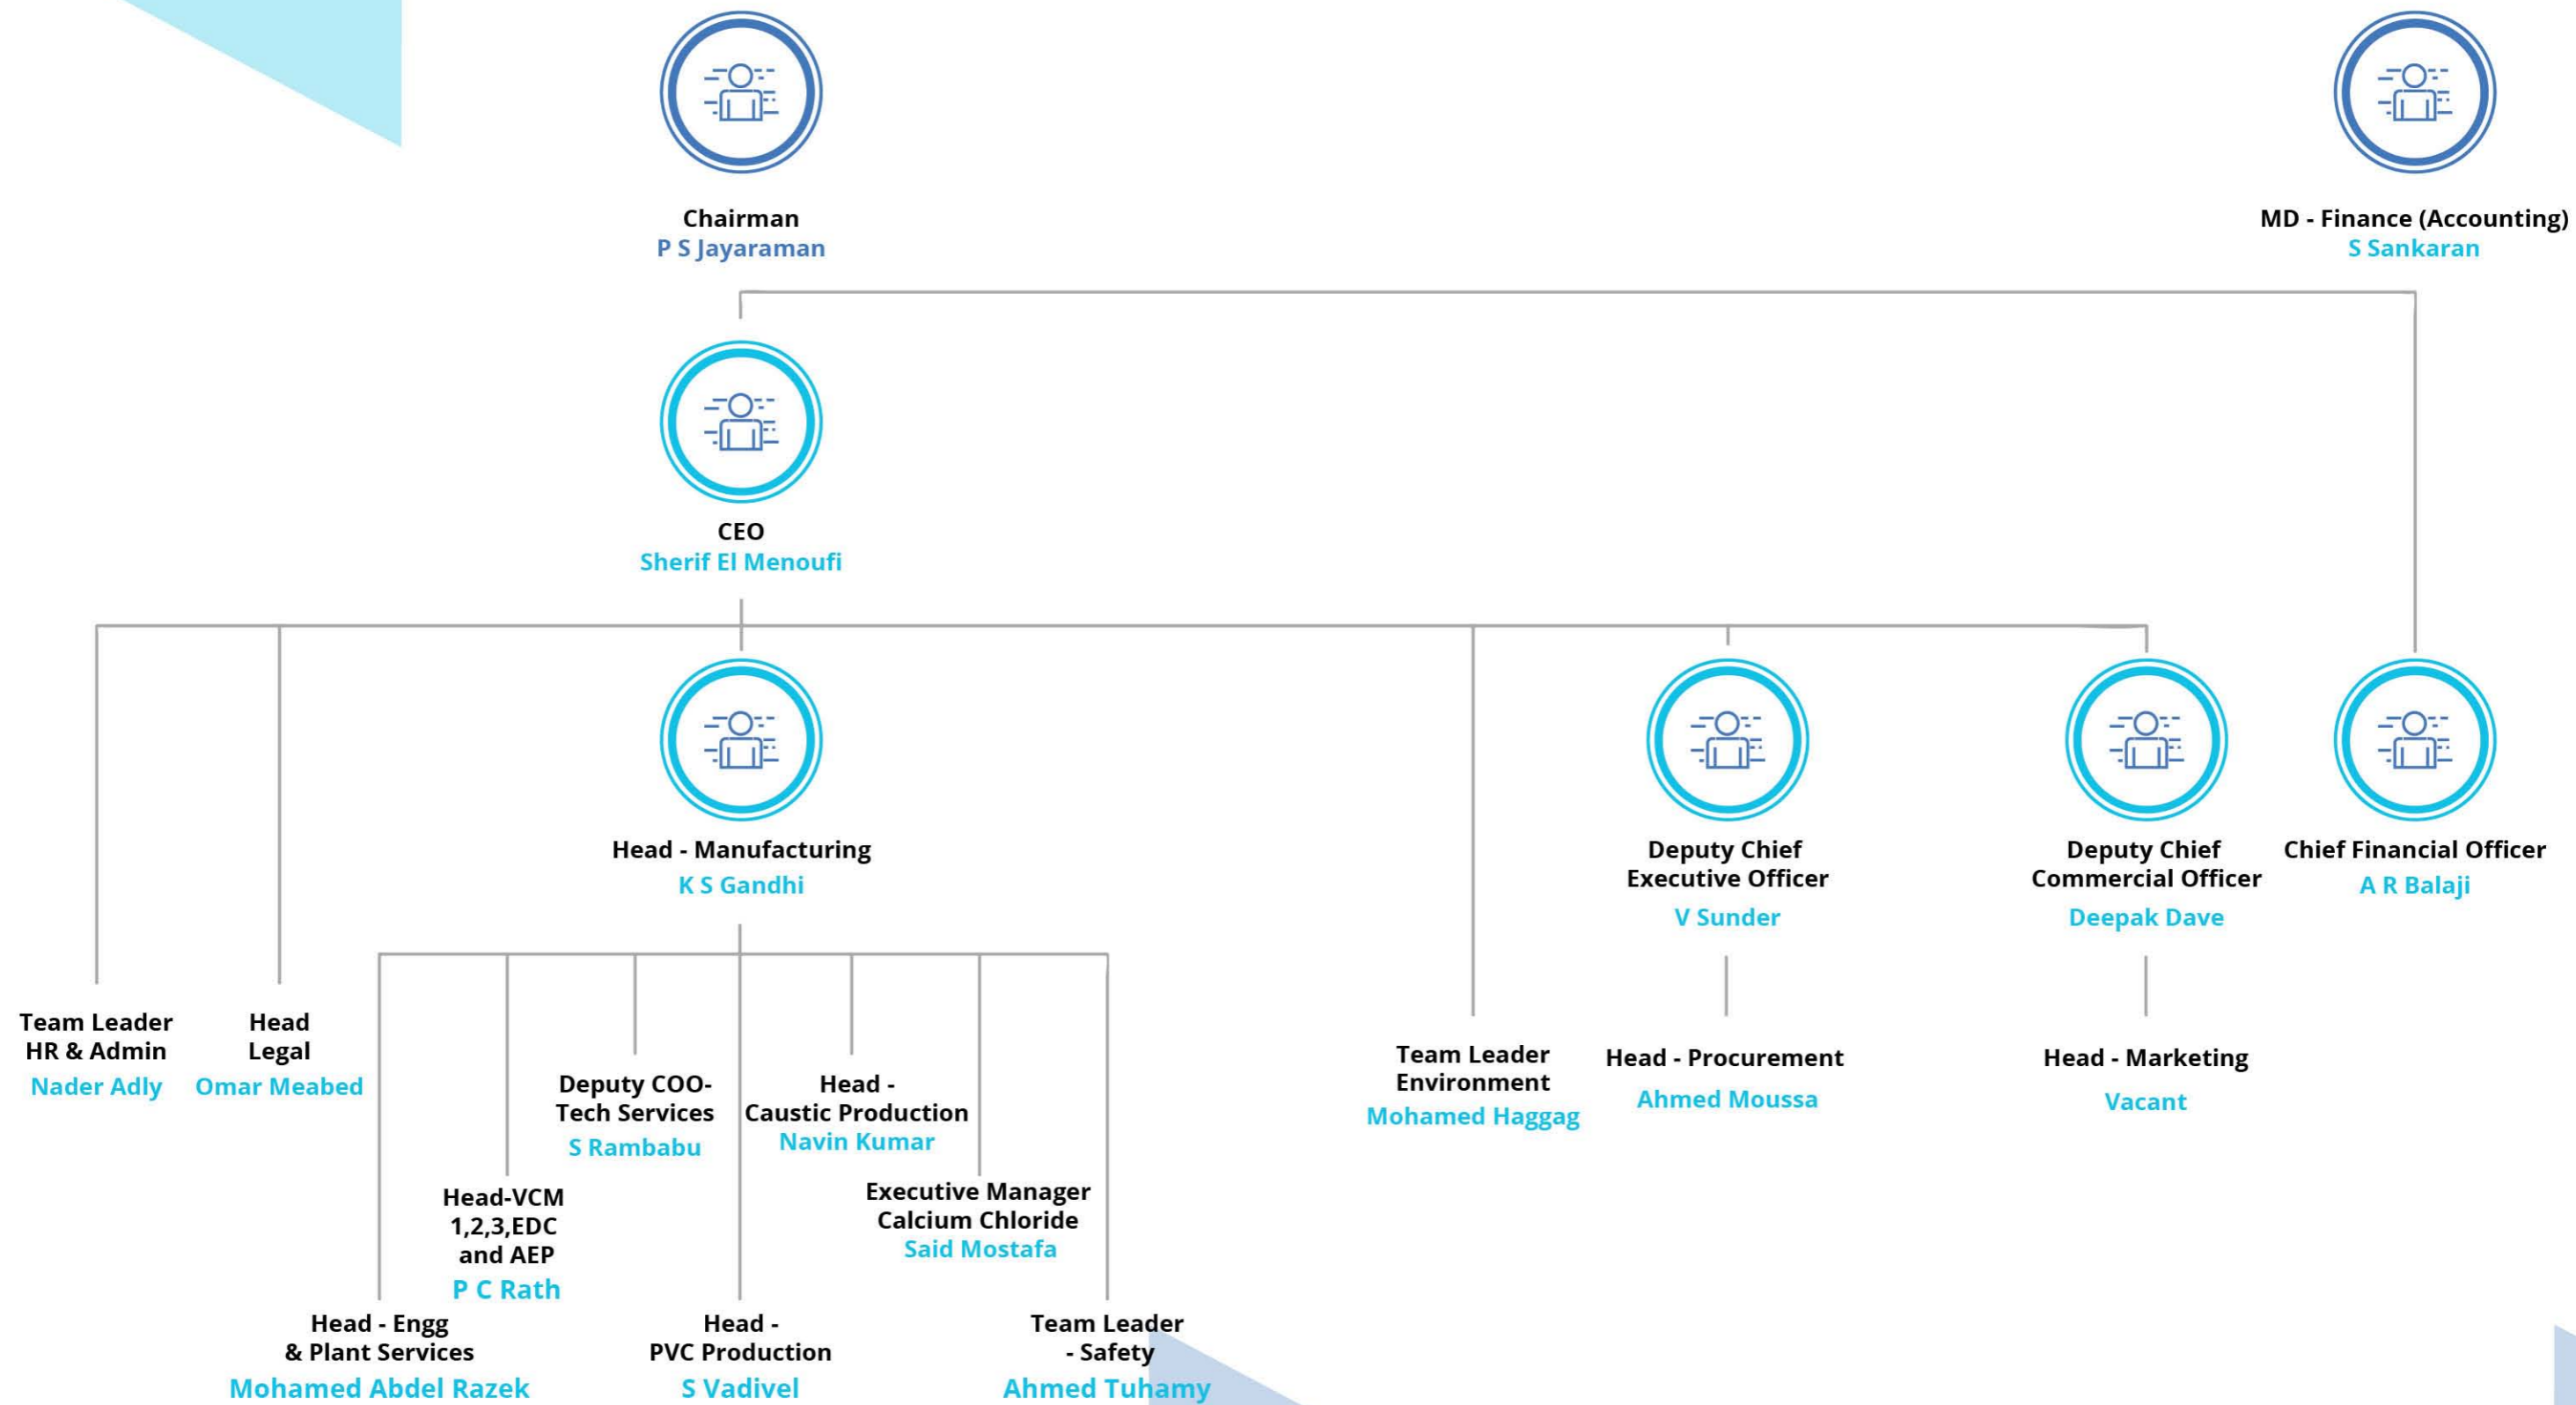 Chairman
P S Jayaraman
MD - Finance (Accounting)
S Sankaran
CEO
Sherif El Menoufi
Head - Manufacturing
K S Gandhi
Deputy Chief
Executive Officer
V Sunder
Deputy Chief
Commercial Officer
Deepak Dave
Chief Financial Officer
A R Balaji
Team Leader
HR & Admin
Nader Adly
Head
Legal
Omar Meabed
Deputy COO-
Tech Services
S Rambabu
Head -
Caustic Production
Navin Kumar
Team Leader
Environment
Mohamed Haggag
Head - Procurement
Ahmed Moussa
Head - Marketing
Vacant
Head-VCM
1,2,3,EDC
and AEP
P C Rath
Executive Manager
Calcium Chloride
Said Mostafa
Head - Engg
& Plant Services
Mohamed Abdel Razek
Head -
PVC Production
S Vadivel
Team Leader
- Safety
Ahmed Tuhamy